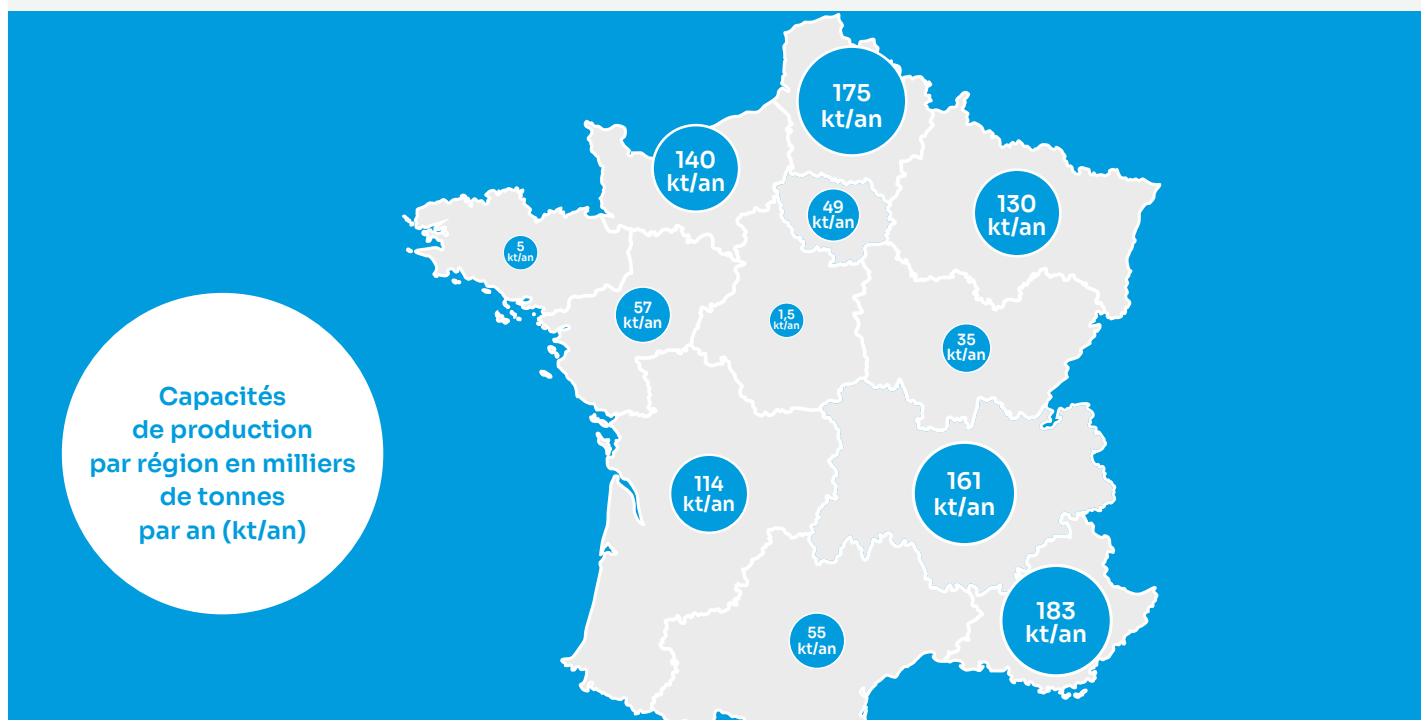 175
kt/an
140
kt/an
49
kt/an
130
kt/an
5
kt/an
57
kt/an
1,5
kt/an
35
kt/an
Capacités
de production
par région en milliers
de tonnes
par an (kt/an)
114
kt/an
161
kt/an
183
kt/an
55
kt/an